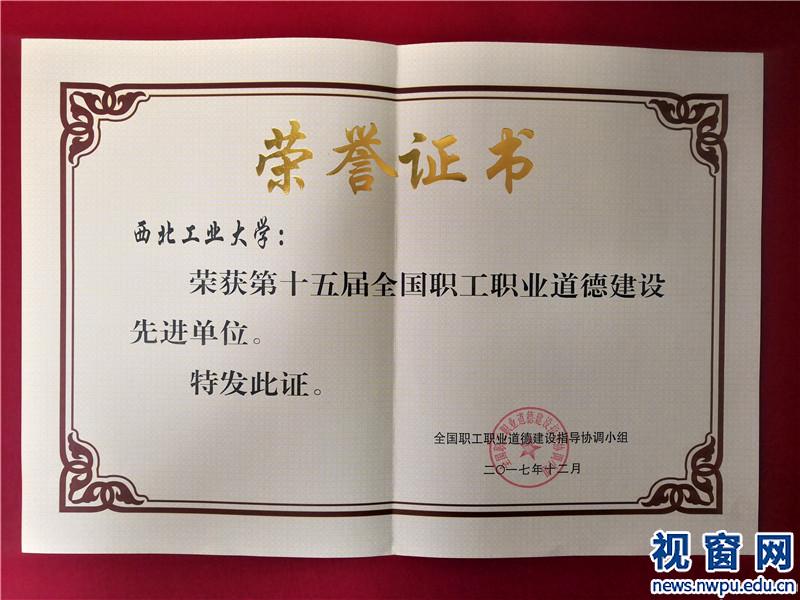 荣誉证书
西北工业大学：
荣获第十五届全国职工职业道德建设
先进单位。
特发此证。
全国职工职业道德建设指导协调小组
二〇一七年十二月
全国职工职业道德建设指导协调小组
视窗网
news.nwpu.edu.cn